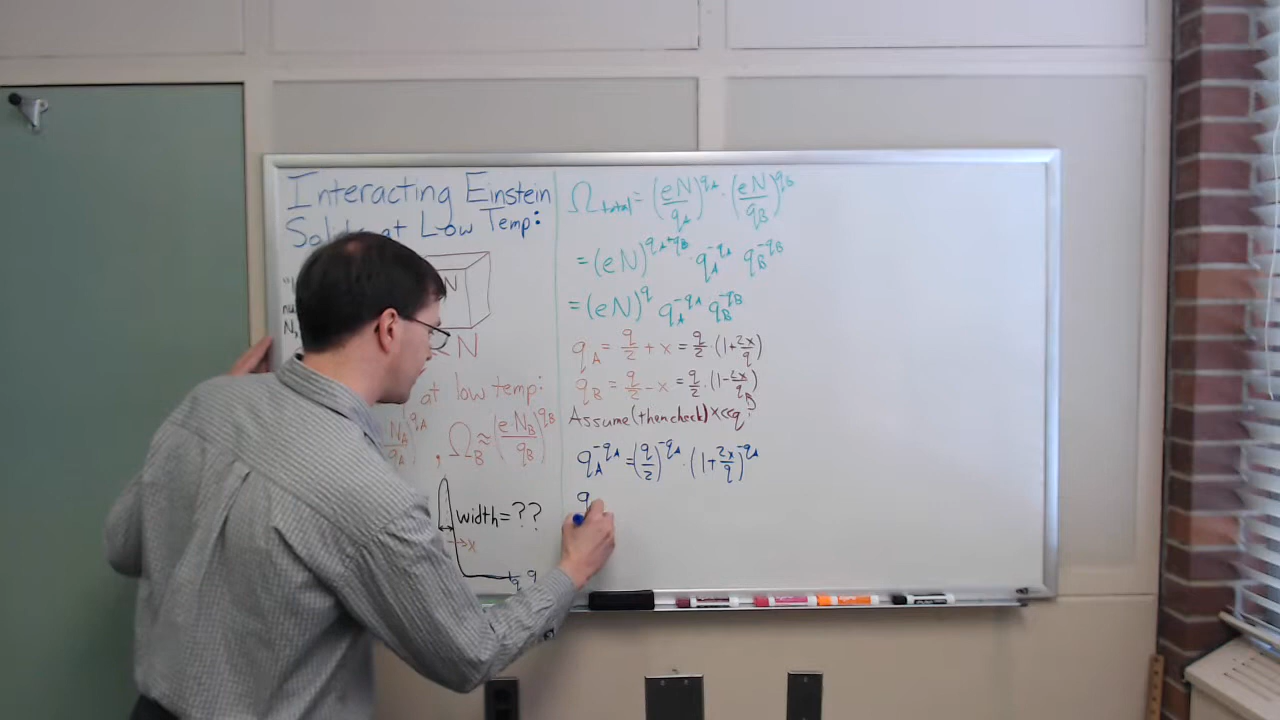 Interacting Einstein
at Low Temp:
N
N
at low temp:
N_A q_A )^{q_A} , Ω_B ≈ (e·N_B/q_B)^{q_B}
width=??
→x
q
Ω_total = (eN/q_A)^{q_A} · (eN/q_B)^{q_B}
=(eN)^{q_A+q_B} · q_A^{-q_A} q_B^{-q_B}
=(eN)^q q_A^{-q_A} q_B^{-q_B}
q_A = q/2 + x = q/2 · (1+2x/q)
q_B = q/2 - x = q/2 · (1-2x/q)
Assume(then check) x<<q
q_A^{-q_A} = (q/2)^{-q_A} · (1+2x/q)^{-q_A}
q